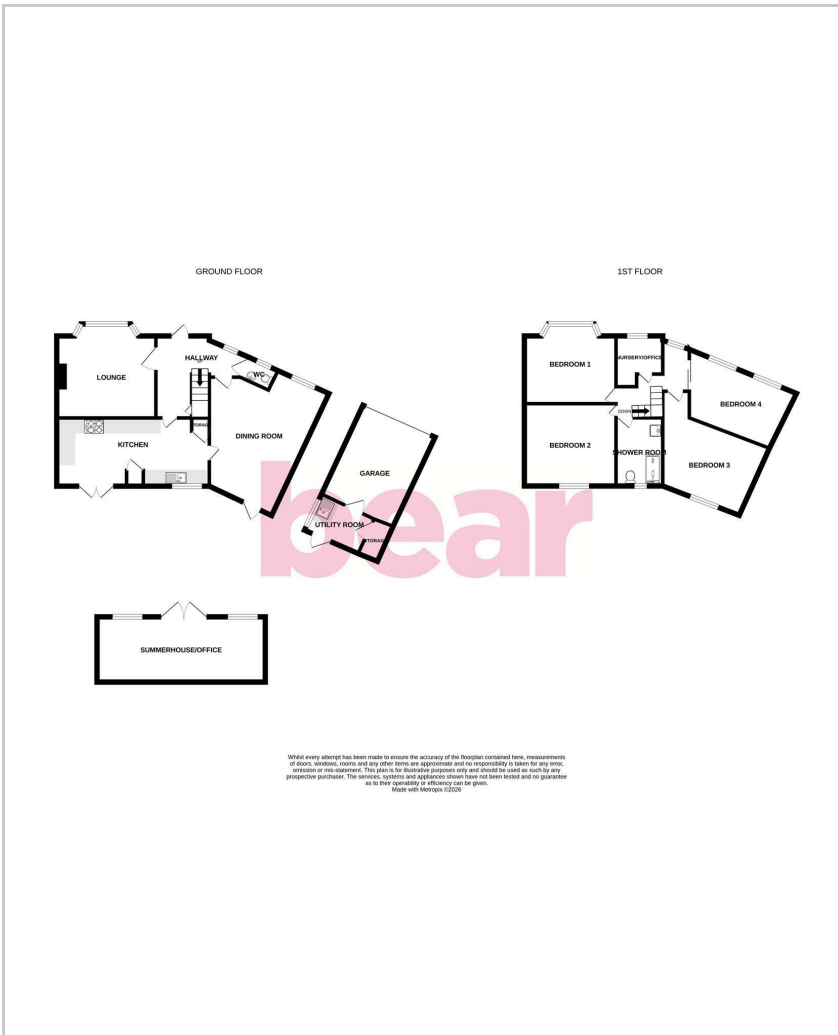 GROUND FLOOR
1ST FLOOR
HALLWAY
WC
LOUNGE
KITCHEN
DINING ROOM
GARAGE
UTILITY ROOM
bear
SUMMERHOUSE/OFFICE
BEDROOM 1
NURSERY/OFFICE
BEDROOM 4
DOWN
BEDROOM 2
SHOWER ROOM
BEDROOM 3
Whilst every attempt has been made to ensure the accuracy of the floorplan contained here, measurements
of doors, windows, rooms and any other items are approximate and no responsibility is taken for any error,
omission or mis-statement. This plan is for illustrative purposes only and should be used as such by any
prospective purchaser. The services, systems and appliances shown have not been tested and no guarantee
as to their operability or efficiency can be given.
Made with Metropix ©2026